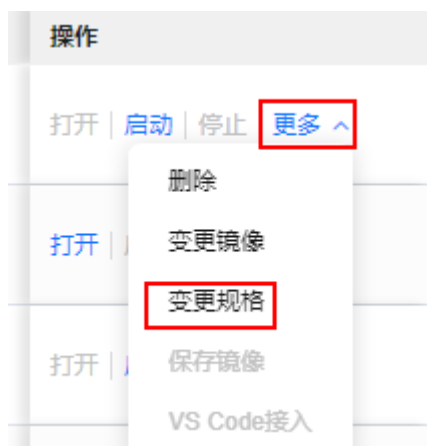 操作
打开 | 启动 | 停止 更多
删除
打开 | 变更镜像
变更规格
打开 | 保存镜像
VS Code接入